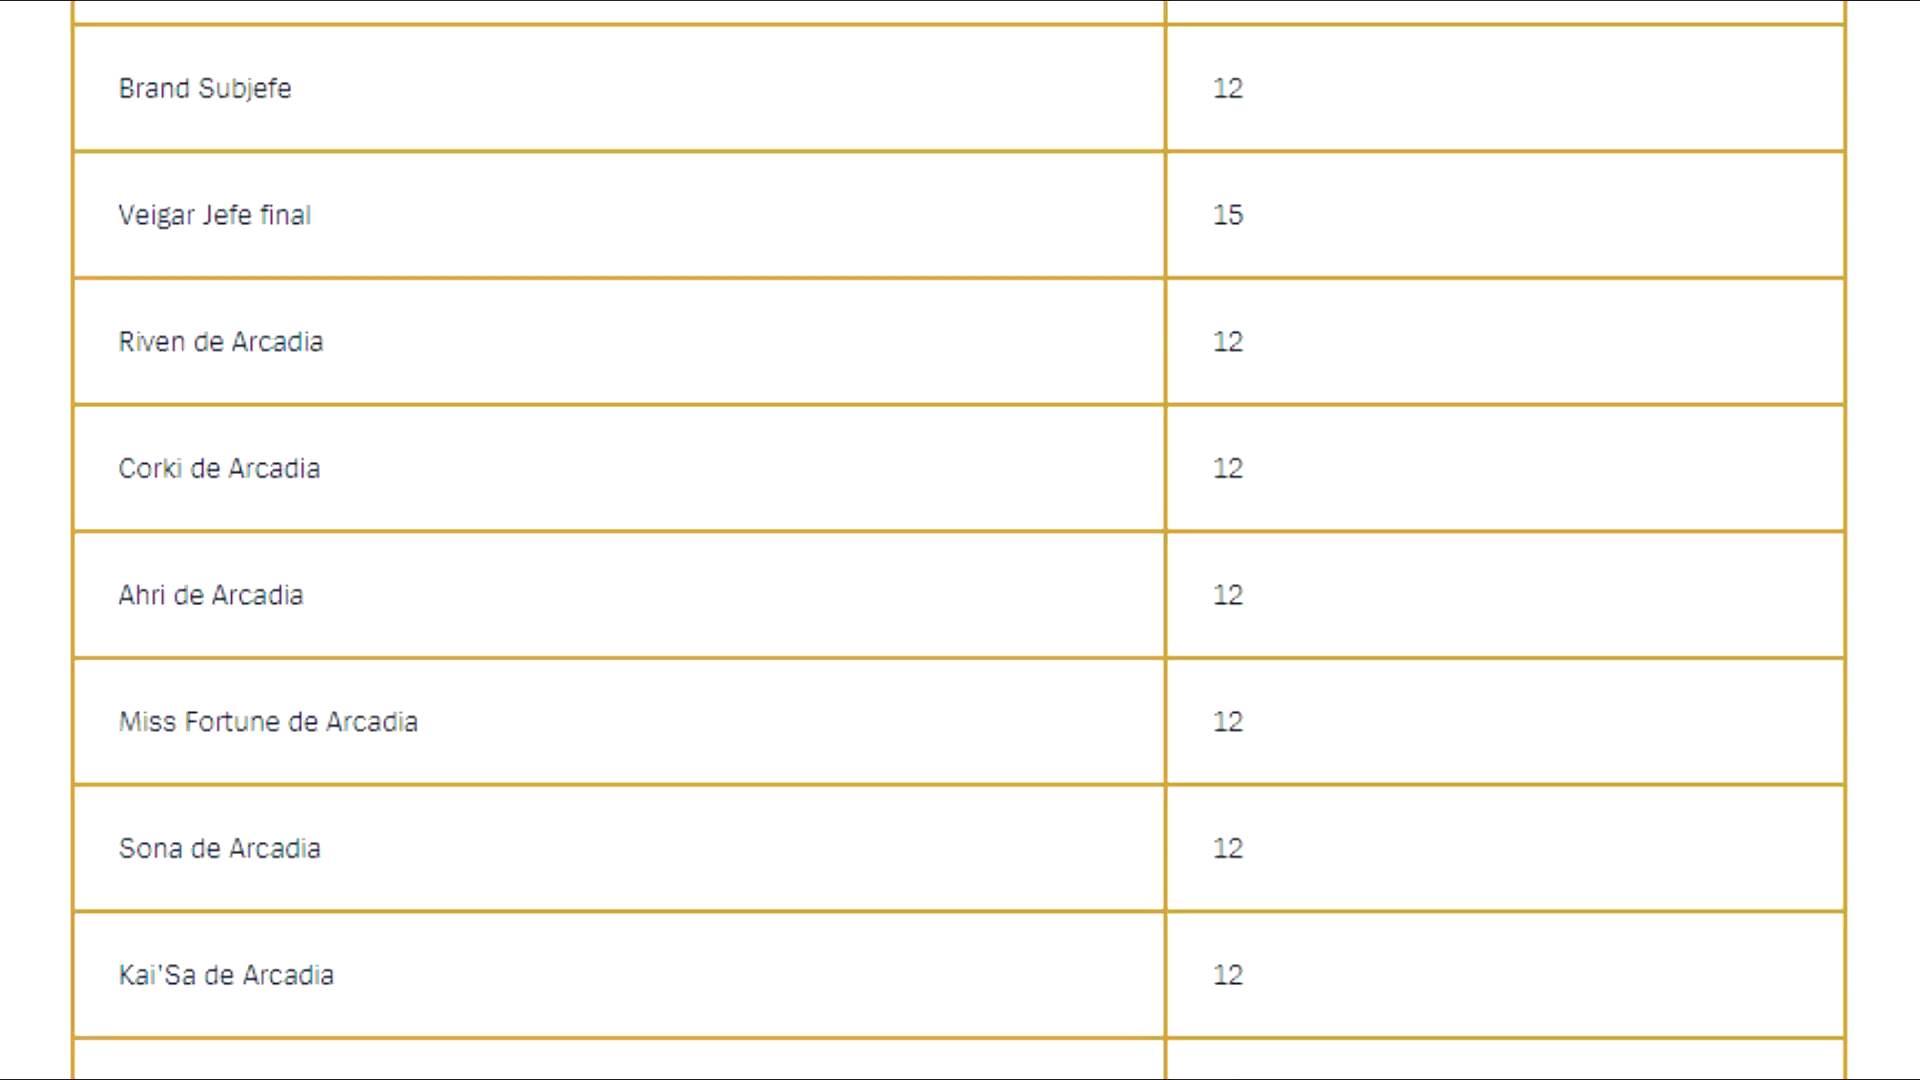 Brand Subjefe 12
Veigar Jefe final 15
Riven de Arcadia 12
Corki de Arcadia 12
Ahri de Arcadia 12
Miss Fortune de Arcadia 12
Sona de Arcadia 12
Kai'Sa de Arcadia 12